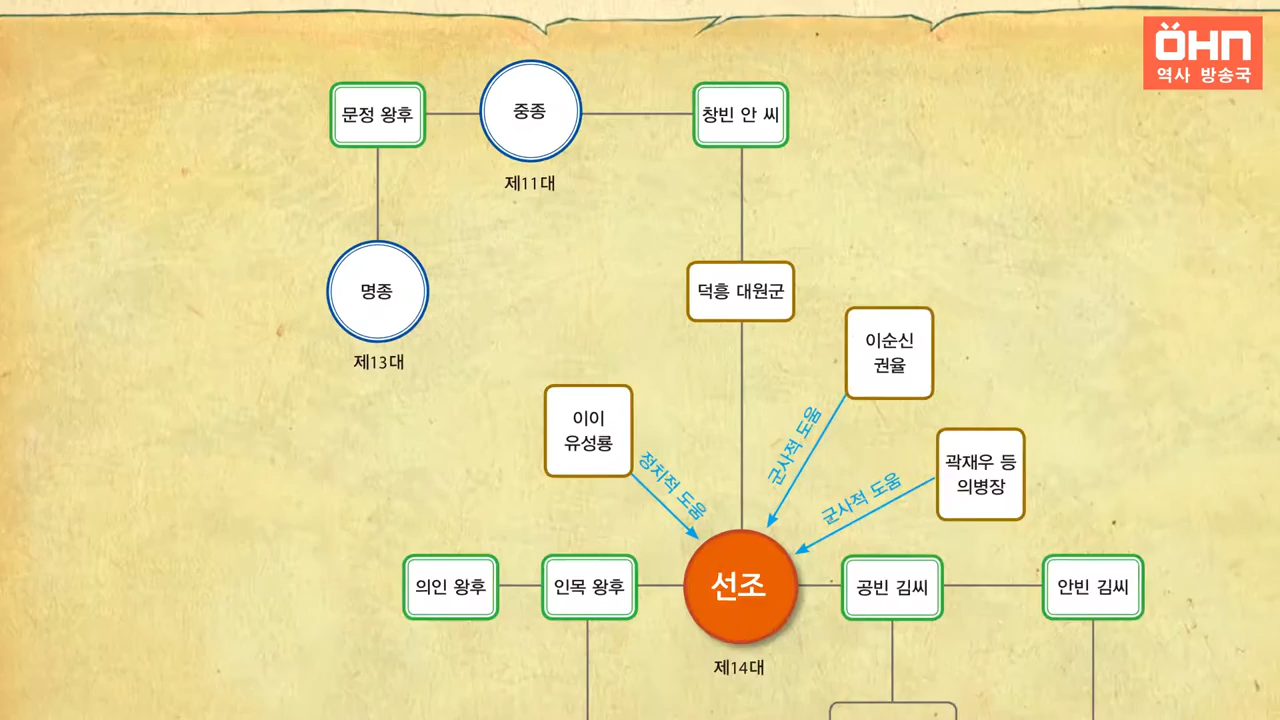 ÖHN
역사 방송국
문정 왕후
중종
창빈 안 씨
제11대
명종
제13대
덕흥 대원군
이순신
권율
이이
유성룡
곽재우 등
의병장
정치적 도움
군사적 도움
군사적 도움
의인 왕후
인목 왕후
선조
공빈 김씨
안빈 김씨
제14대